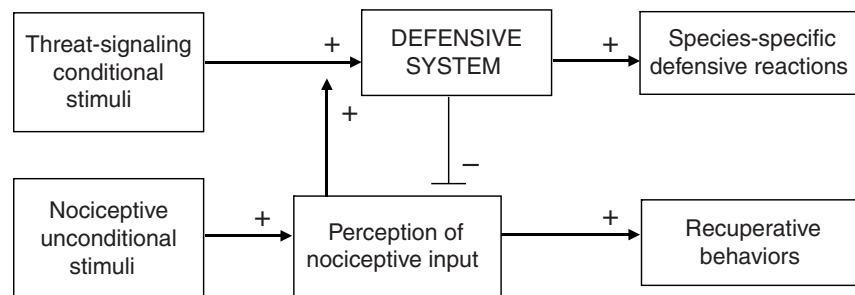 Threat-signaling
conditional
stimuli
+
DEFENSIVE
SYSTEM
+
Species-specific
defensive reactions
+
−
Nociceptive
unconditional
stimuli
+
Perception of
nociceptive input
+
Recuperative
behaviors